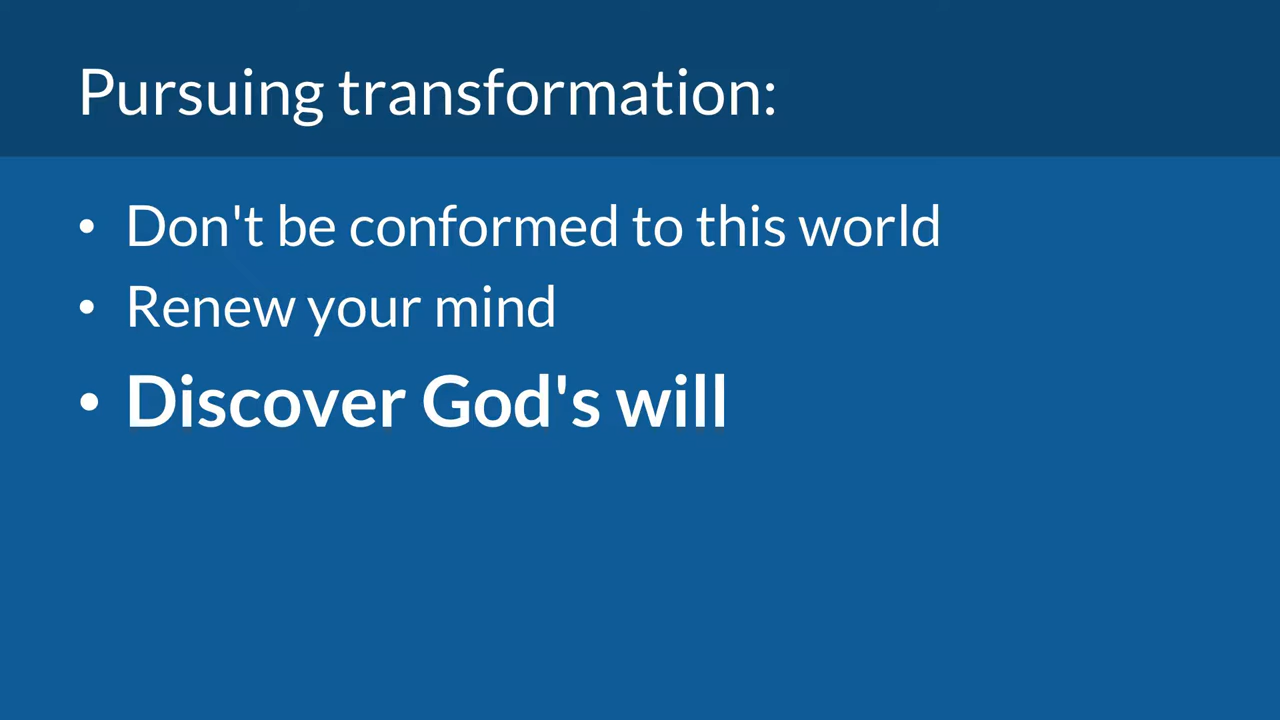 Pursuing transformation:
• Don't be conformed to this world
• Renew your mind
• Discover God's will